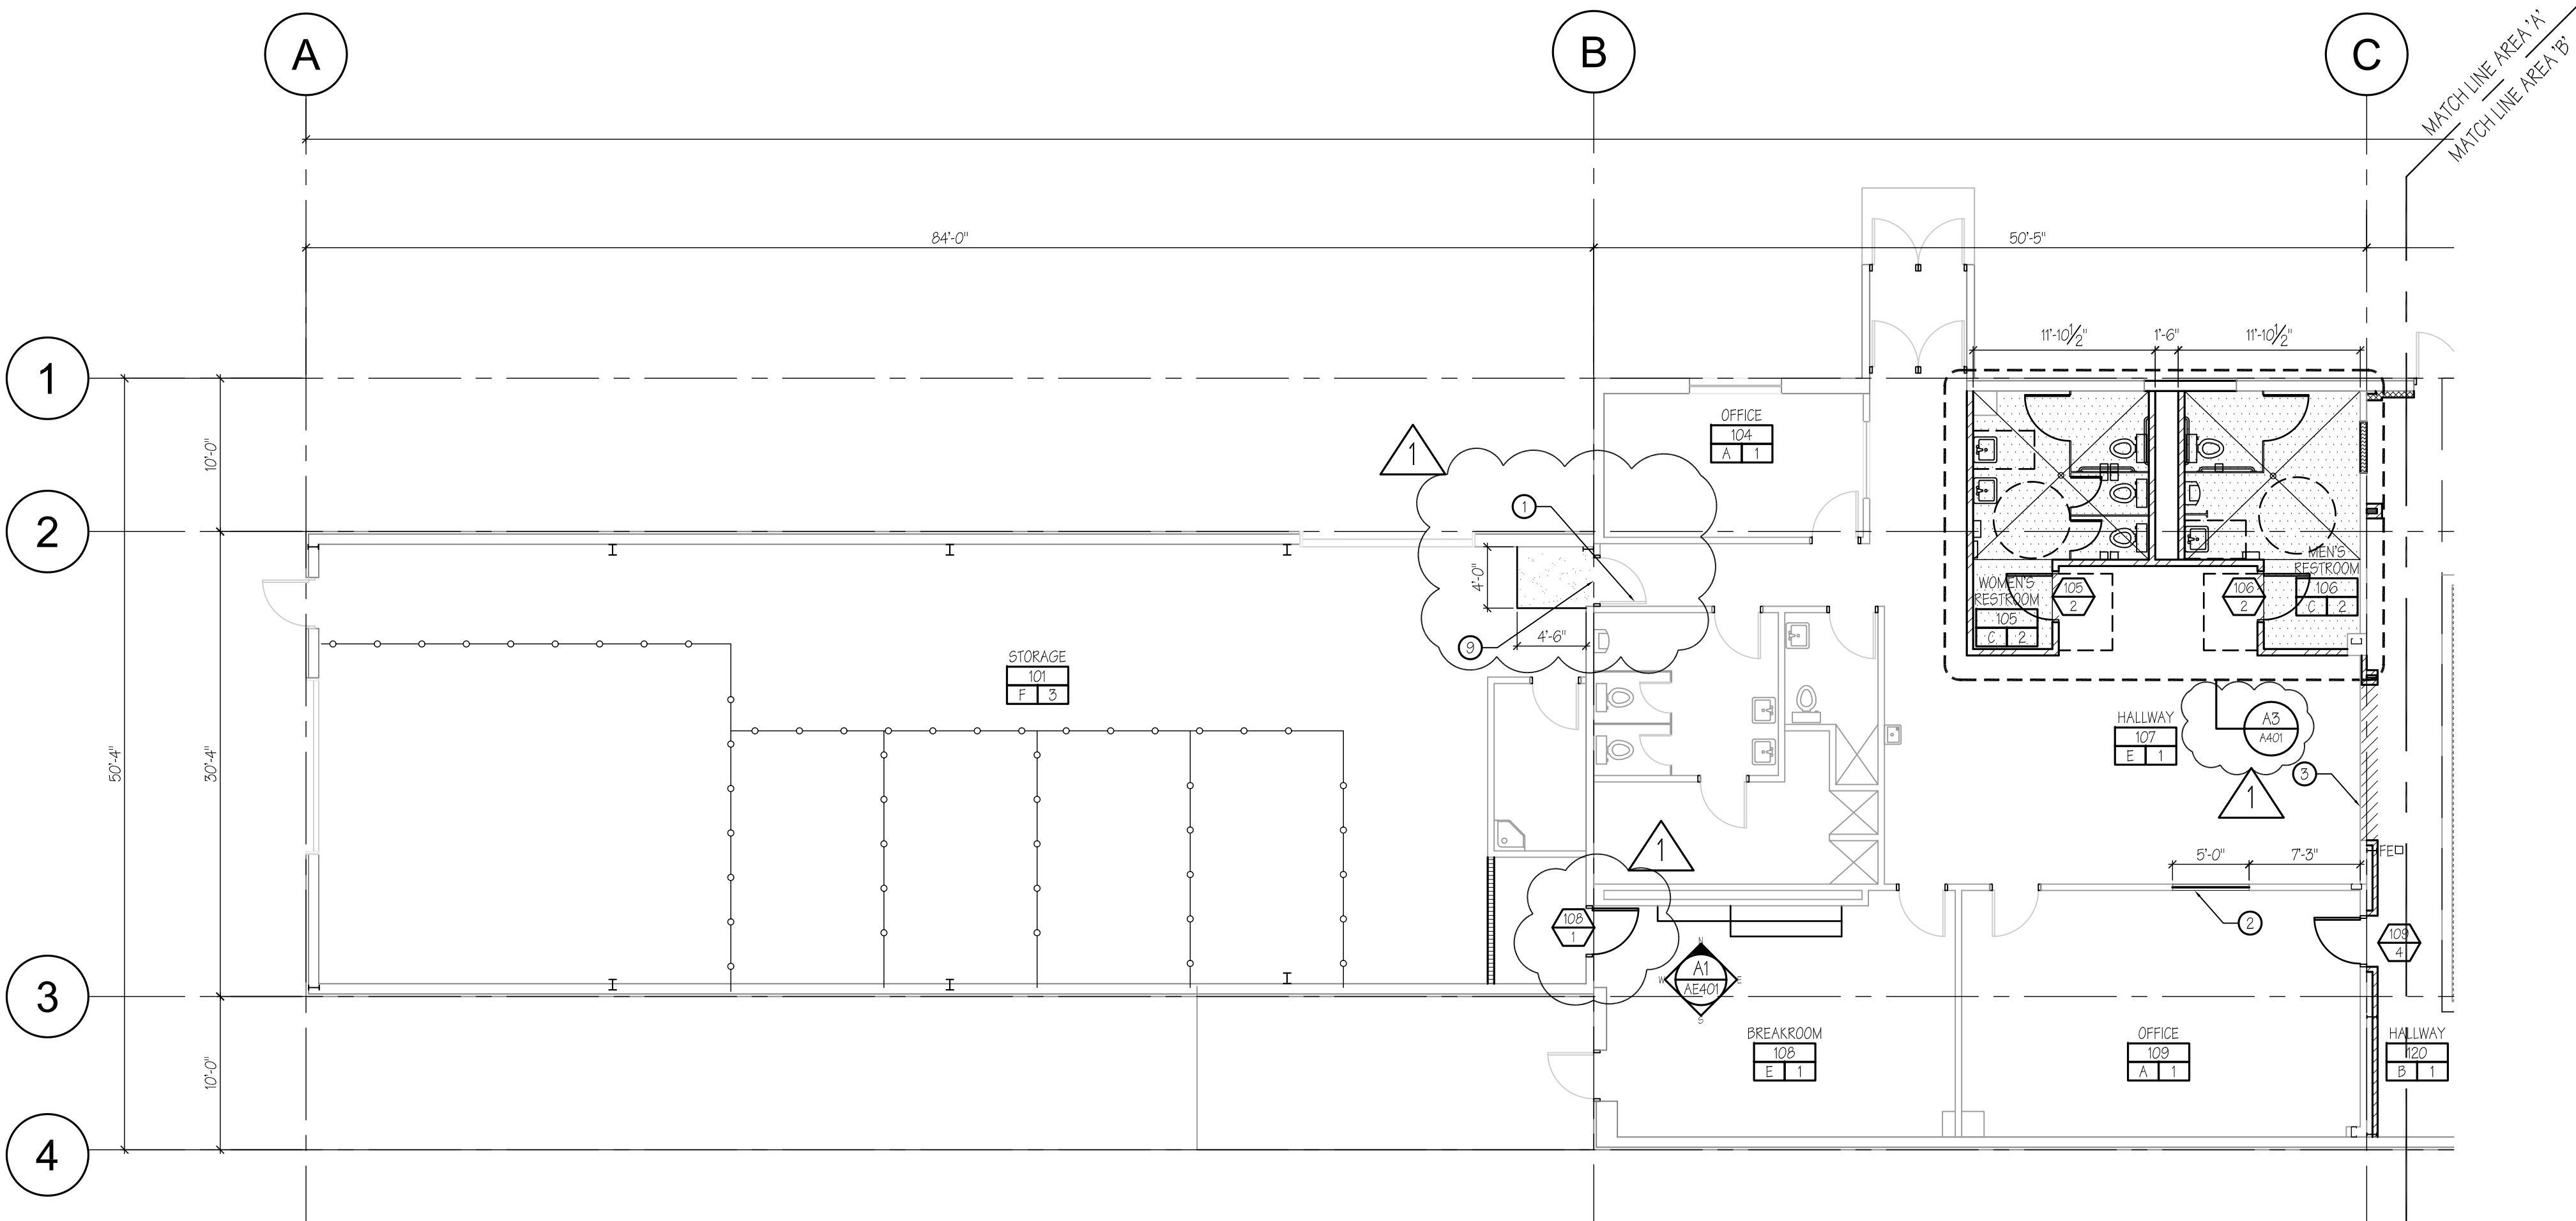 A
B
C
MATCH LINE AREA 'A'
MATCH LINE AREA 'B'
84'-0"
50'-5"
11'-10 1/2"
1'-6"
11'-10 1/2"
1
2
3
4
10'-0"
30'-4"
10'-0"
50'-4"
OFFICE
104
A 1
1
1
4'-0"
4'-6"
9
STORAGE
101
F 3
WOMEN'S
RESTROOM
105
C 2
105
2
106
2
MEN'S
RESTROOM
106
C 2
HALLWAY
107
E 1
A3
A401
3
1
1
FE
5'-0"
7'-3"
2
108
1
N
W
E
S
A1
AE401
109
4
BREAKROOM
108
E 1
OFFICE
109
A 1
HALLWAY
120
B 1